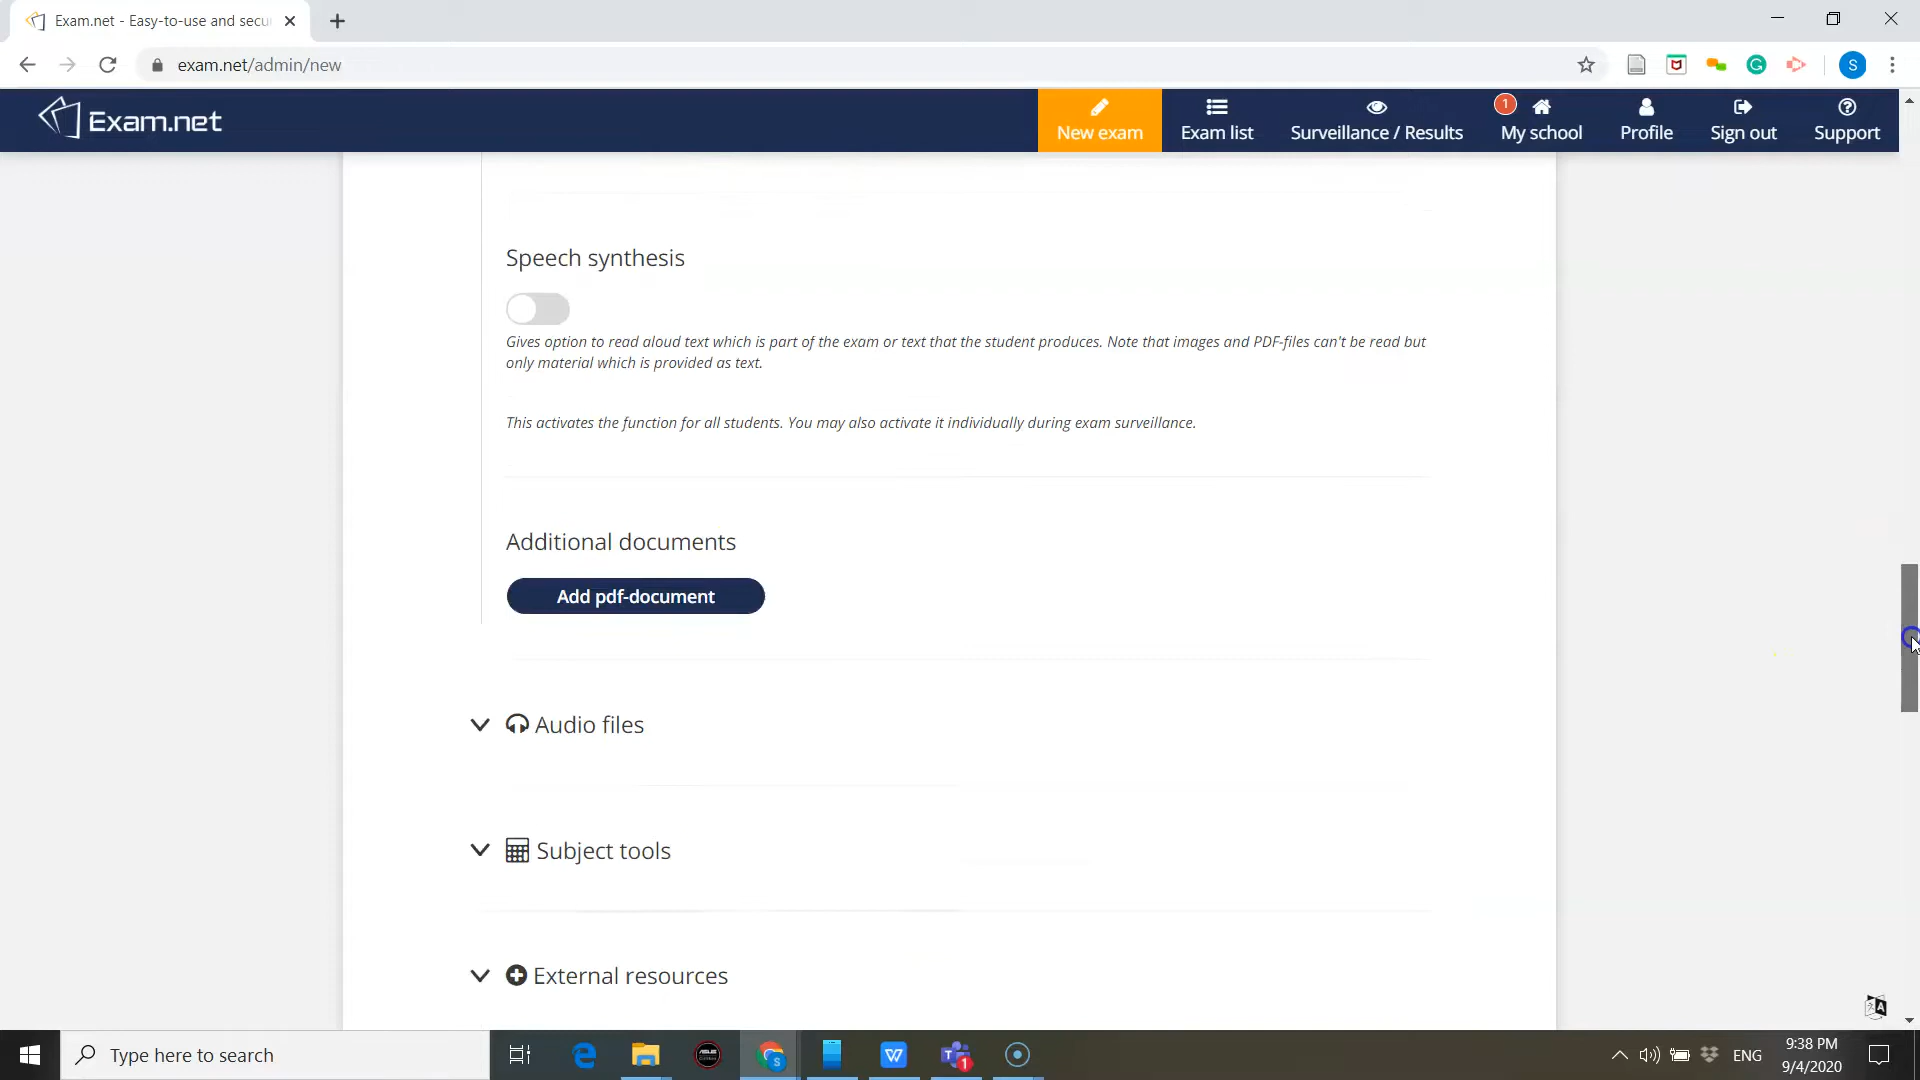 Exam.net - Easy-to-use and secu
exam.net/admin/new
S
Exam.net
New exam
Exam list
Surveillance / Results
1
My school
Profile
Sign out
Support
Speech synthesis
Gives option to read aloud text which is part of the exam or text that the student produces. Note that images and PDF-files can't be read but
only material which is provided as text.
This activates the function for all students. You may also activate it individually during exam surveillance.
Additional documents
Add pdf-document
Audio files
Subject tools
External resources
Type here to search
ENG
9:38 PM
9/4/2020